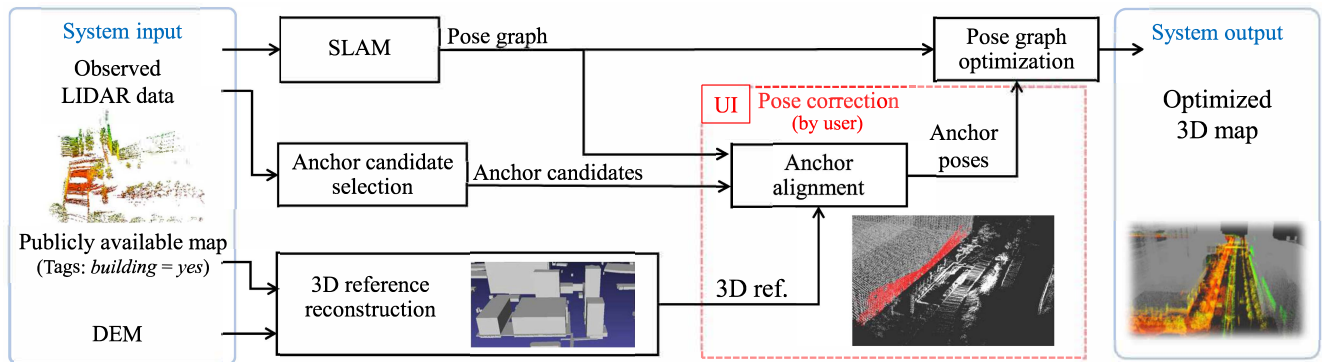 System input
Observed
LIDAR data
Publicly available map
(Tags: building = yes)
DEM
SLAM
Pose graph
Anchor candidate
selection
Anchor candidates
3D reference
reconstruction
3D ref.
UI
Pose correction
(by user)
Anchor
alignment
Anchor
poses
Pose graph
optimization
System output
Optimized
3D map